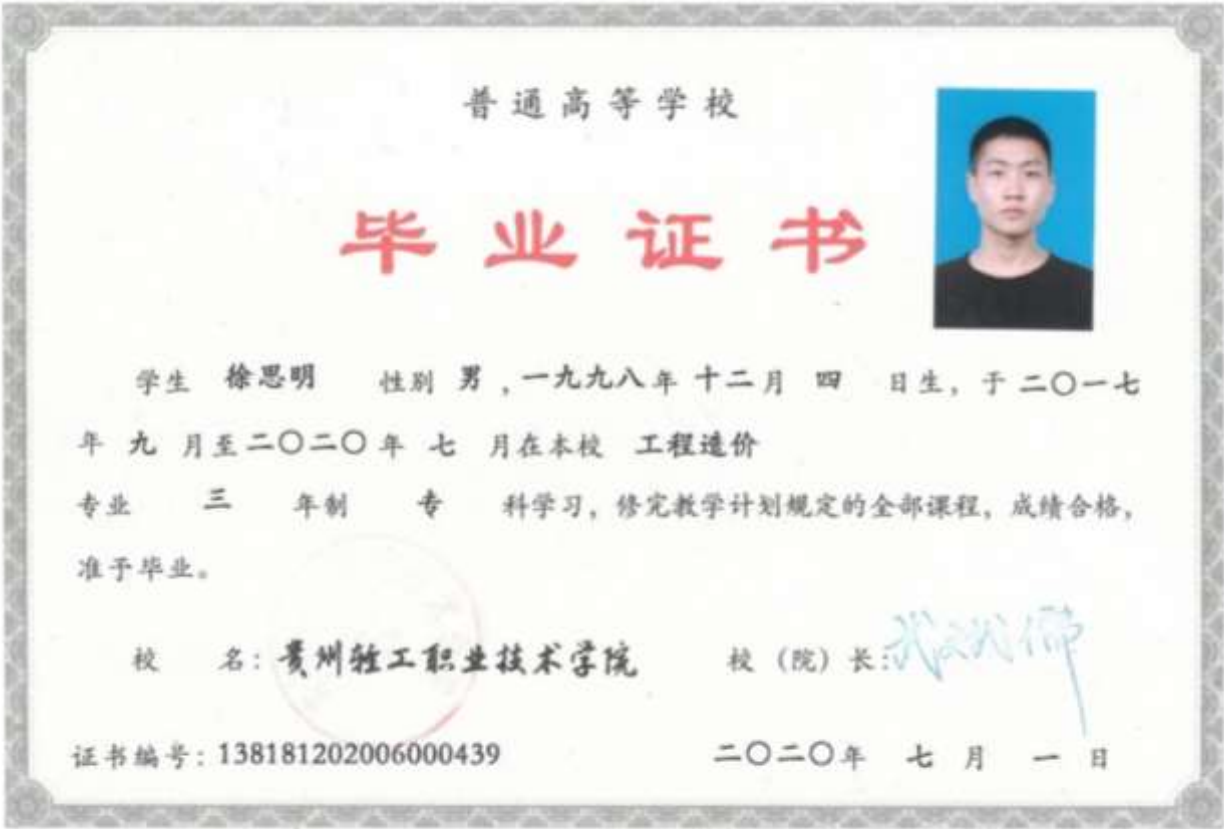 普通高等学校
毕业证书
学生 徐思明 性别 男，一九九八年 十二月 四 日生，于 二〇一七
年 九 月至 二〇二〇 年 七 月在本校 工程造价
专业 三 年制 专 科学习，修完教学计划规定的全部课程，成绩合格，
准予毕业。
校 名：贵州轻工职业技术学院 校（院）长：
证书编号：138181202006000439 二〇二〇年 七 月 一 日